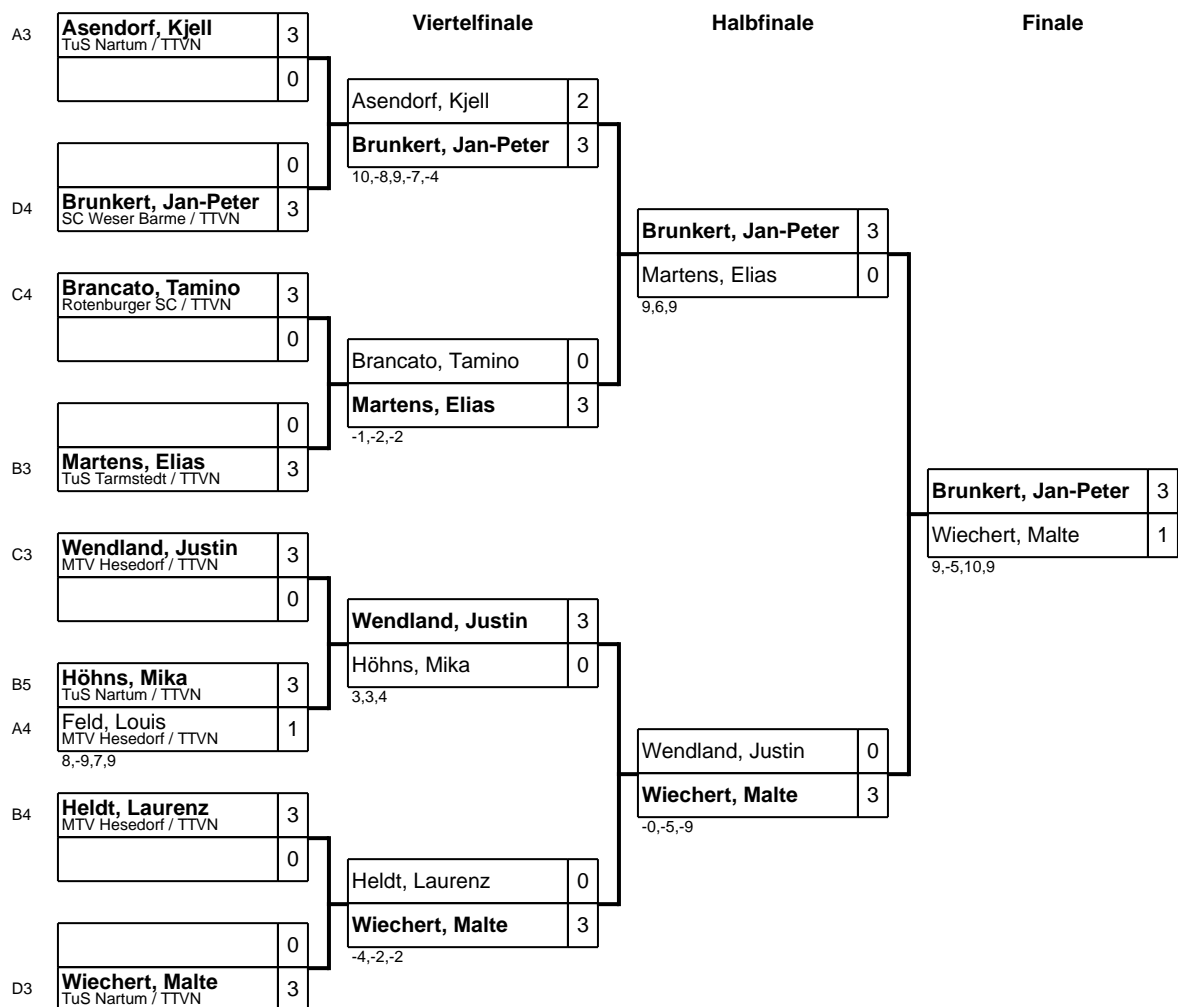 Viertelfinale
Halbfinale
Finale
A3
Asendorf, Kjell
TuS Nartum / TTVN
3
0
0
D4
Brunkert, Jan-Peter
SC Weser Barme / TTVN
3
C4
Brancato, Tamino
Rotenburger SC / TTVN
3
0
0
B3
Martens, Elias
TuS Tarmstedt / TTVN
3
C3
Wendland, Justin
MTV Hesedorf / TTVN
3
0
B5
Höhns, Mika
TuS Nartum / TTVN
3
A4
Feld, Louis
MTV Hesedorf / TTVN
1
8,-9,7,9
B4
Heldt, Laurenz
MTV Hesedorf / TTVN
3
0
0
D3
Wiechert, Malte
TuS Nartum / TTVN
3
Asendorf, Kjell 2
Brunkert, Jan-Peter 3
10,-8,9,-7,-4
Brancato, Tamino 0
Martens, Elias 3
-1,-2,-2
Wendland, Justin 3
Höhns, Mika 0
3,3,4
Heldt, Laurenz 0
Wiechert, Malte 3
-4,-2,-2
Brunkert, Jan-Peter 3
Martens, Elias 0
9,6,9
Wendland, Justin 0
Wiechert, Malte 3
-0,-5,-9
Brunkert, Jan-Peter 3
Wiechert, Malte 1
9,-5,10,9